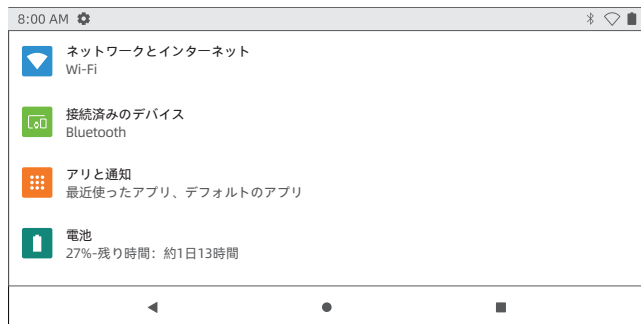 8:00 AM
ネットワークとインターネット
Wi-Fi
接続済みのデバイス
Bluetooth
アリと通知
最近使ったアプリ、デフォルトのアプリ
電池
27%-残り時間：約1日13時間